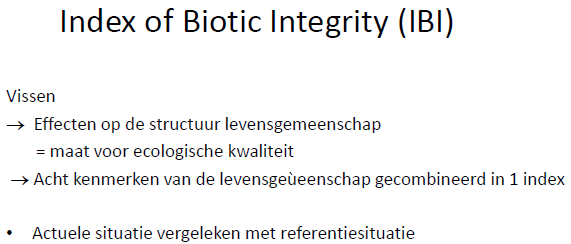 Index of Biotic Integrity (IBI)
Vissen
→ Effecten op de structuur levensgemeenschap
= maat voor ecologische kwaliteit
→ Acht kenmerken van de levensgeùeenschap gecombineerd in 1 index
• Actuele situatie vergeleken met referentiesituatie